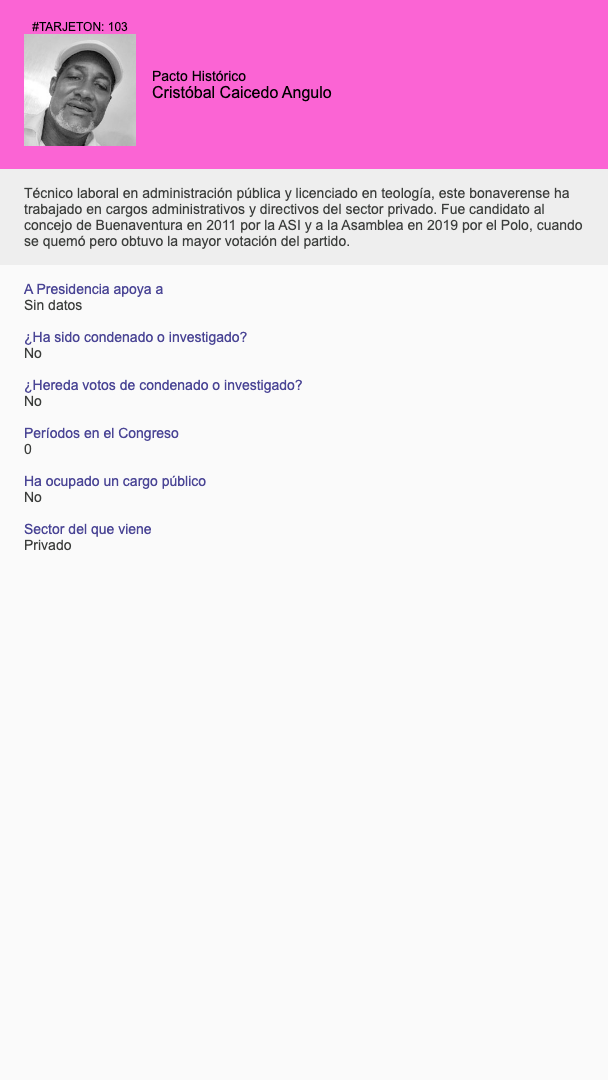 #TARJETON: 103
Pacto Histórico
Cristóbal Caicedo Angulo
Técnico laboral en administración pública y licenciado en teología, este bonaverense ha
trabajado en cargos administrativos y directivos del sector privado. Fue candidato al
concejo de Buenaventura en 2011 por la ASI y a la Asamblea en 2019 por el Polo, cuando
se quemó pero obtuvo la mayor votación del partido.
A Presidencia apoya a
Sin datos
¿Ha sido condenado o investigado?
No
¿Hereda votos de condenado o investigado?
No
Períodos en el Congreso
0
Ha ocupado un cargo público
No
Sector del que viene
Privado